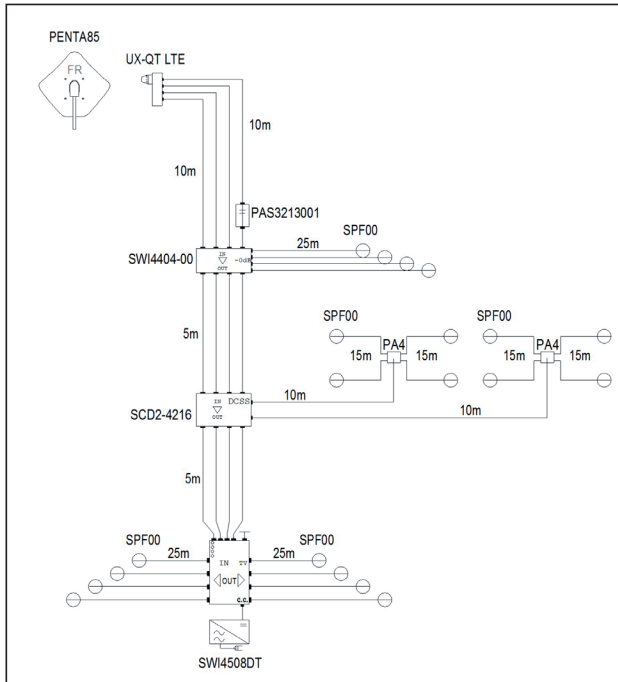 PENTA85
FR
UX-QT LTE
10m
10m
PAS3213001
SPF00
25m
SWI4404-00
IN
-0dB
OUT
5m
SPF00
SPF00
PA4
PA4
15m
15m
15m
15m
10m
IN
DCSS
10m
SCD2-4216
OUT
5m
SPF00
SPF00
25m
25m
IN
TV
OUT
C.C.
SWI4508DT